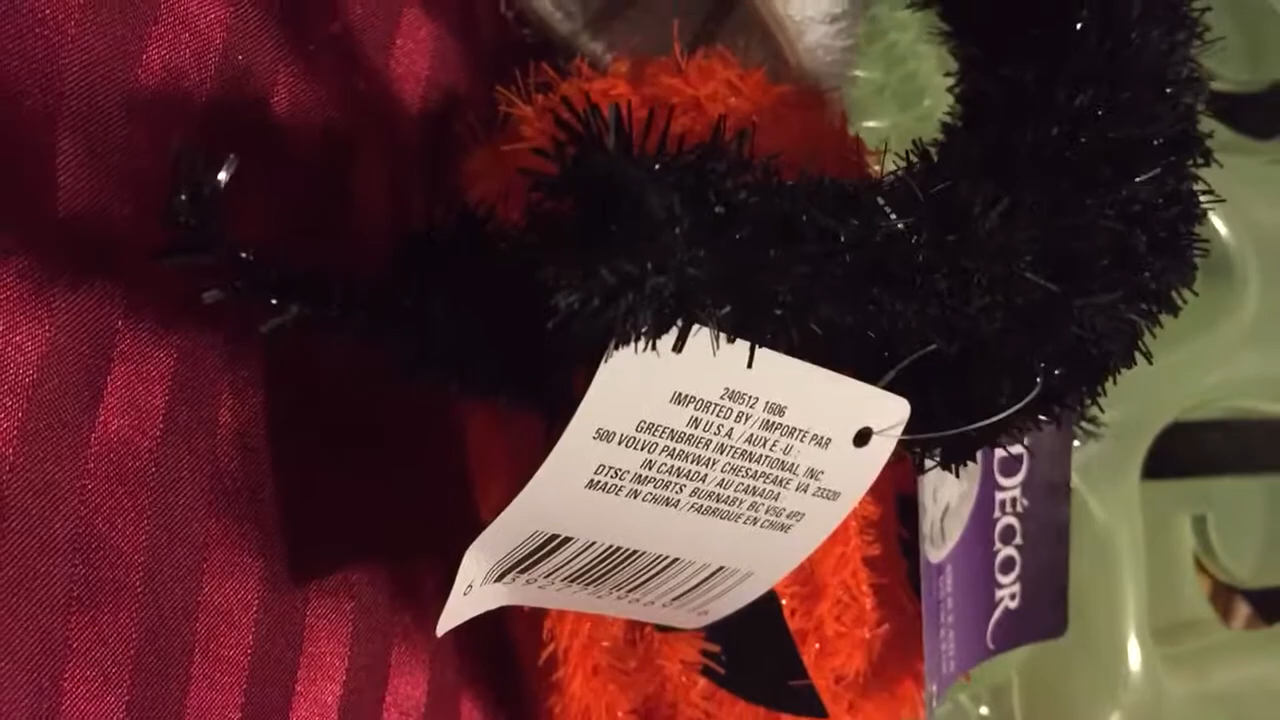 240512 1606
IMPORTED BY / IMPORTÉ PAR
IN U.S.A. / AUX E.-U.:
GREENBRIER INTERNATIONAL, INC.
500 VOLVO PARKWAY, CHESAPEAKE, VA 23320
IN CANADA / AU CANADA:
DTSC IMPORTS, BURNABY, BC V5G 4P3
MADE IN CHINA / FABRIQUÉ EN CHINE
DÉCOR